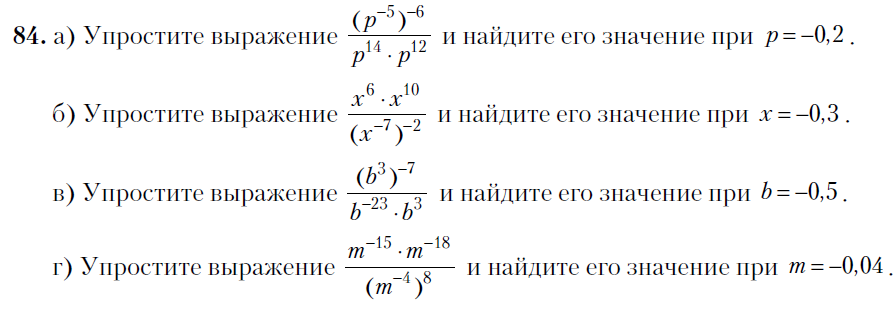 84. а) Упростите выражение \frac{(p^{-5})^{-6}}{p^{14} \cdot p^{12}} и найдите его значение при p = –0,2 .
б) Упростите выражение \frac{x^{6} \cdot x^{10}}{(x^{-7})^{-2}} и найдите его значение при x = –0,3 .
в) Упростите выражение \frac{(b^{3})^{-7}}{b^{-23} \cdot b^{3}} и найдите его значение при b = –0,5 .
г) Упростите выражение \frac{m^{-15} \cdot m^{-18}}{(m^{-4})^{8}} и найдите его значение при m = –0,04 .